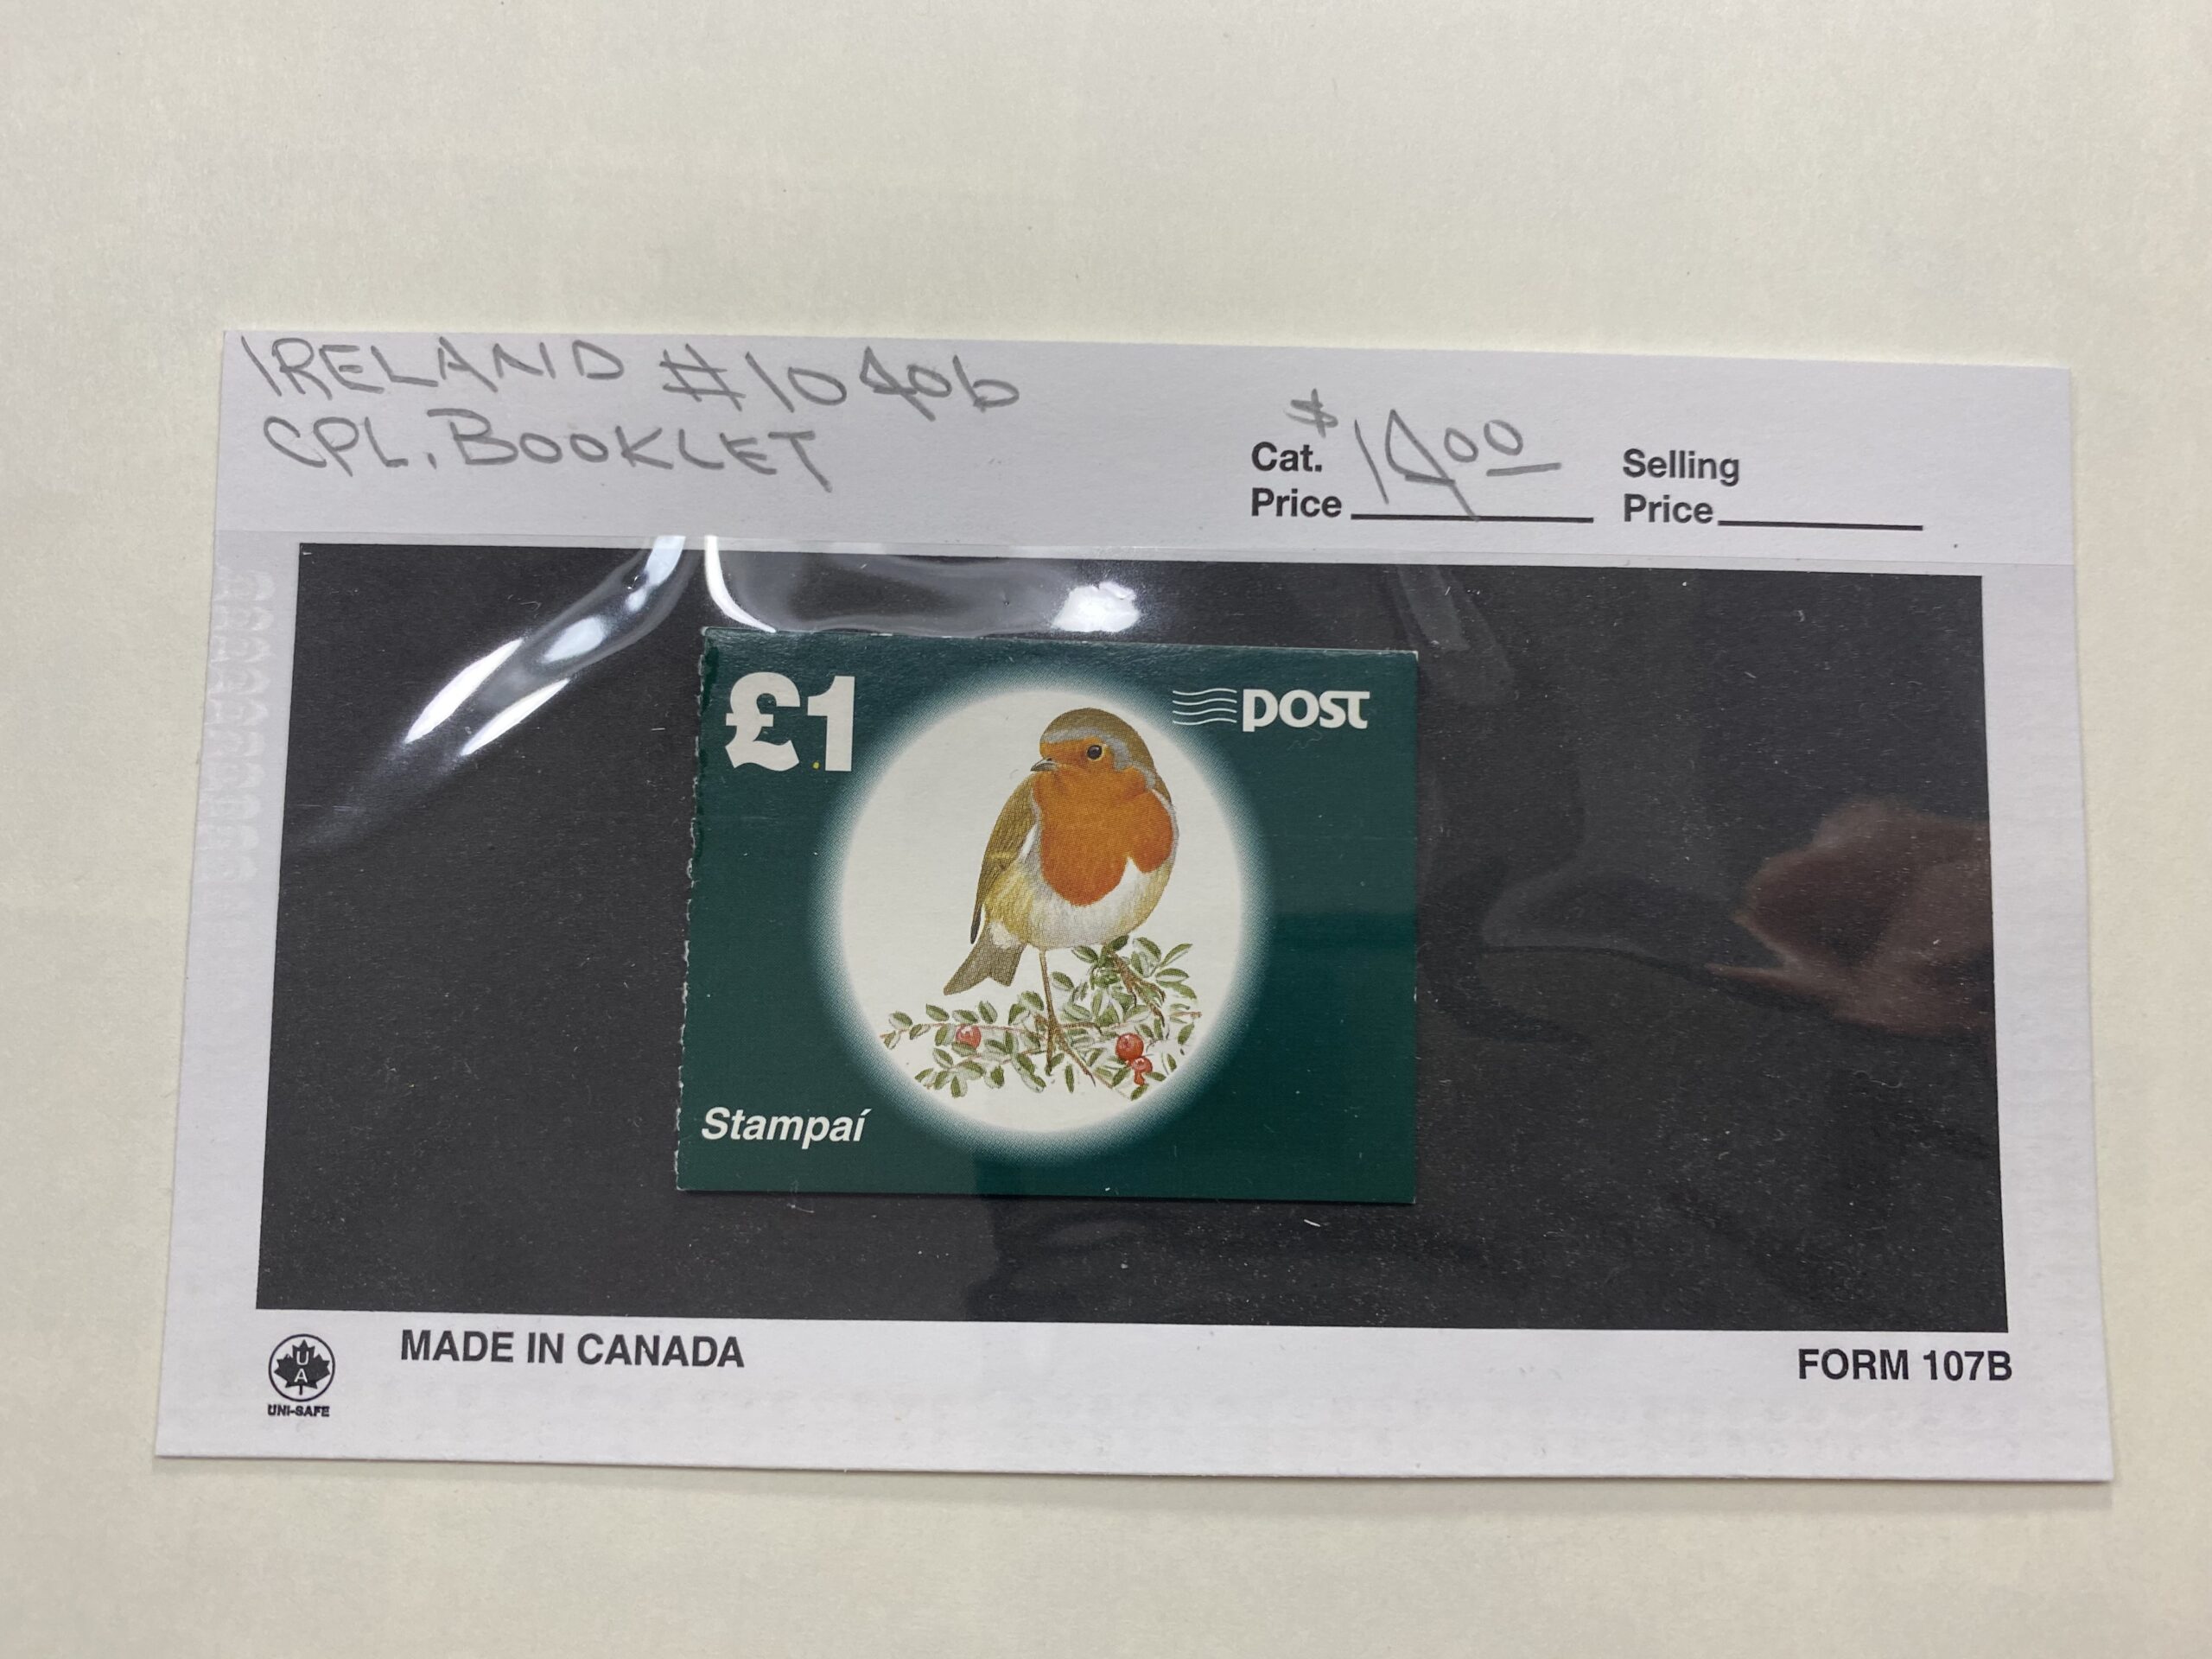 IRELAND #1040b
CPL. BOOKLET
Cat. Price $14.00
Selling Price
£1
post
Stampaí
UAT
UNI-SAFE
MADE IN CANADA
FORM 107B